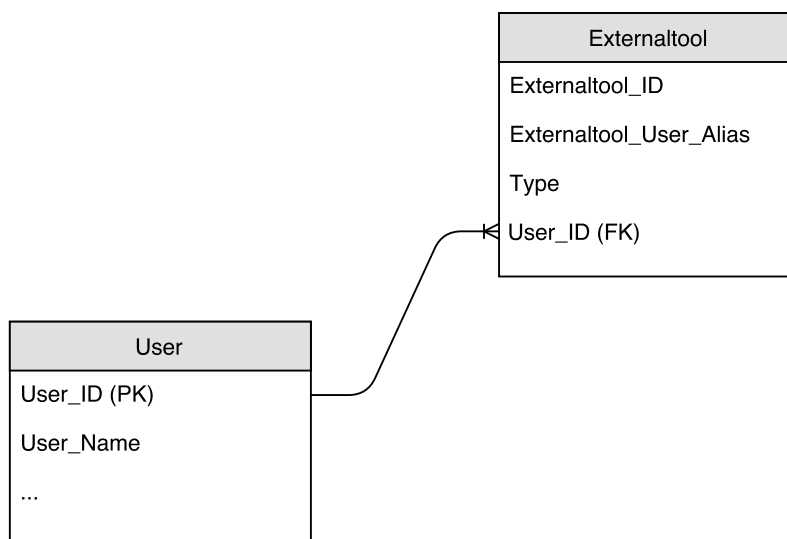 Externaltool
Externaltool_ID
Externaltool_User_Alias
Type
User_ID (FK)
User
User_ID (PK)
User_Name
...